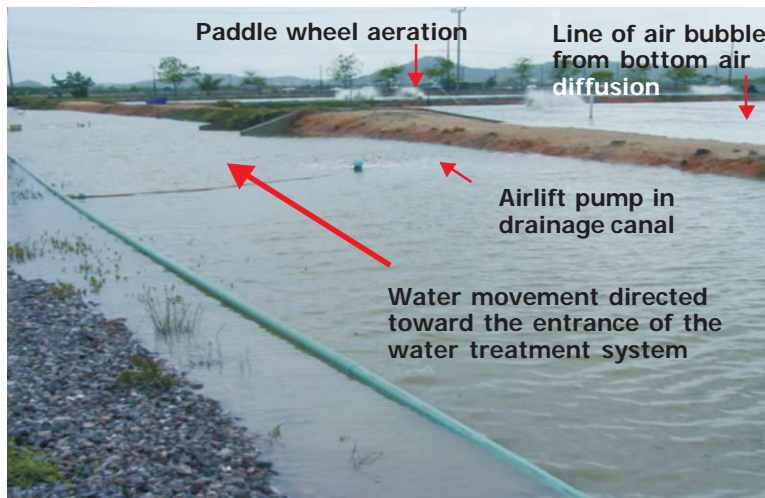 Paddle wheel aeration
Line of air bubble
from bottom air
diffusion
Airlift pump in
drainage canal
Water movement directed
toward the entrance of the
water treatment system